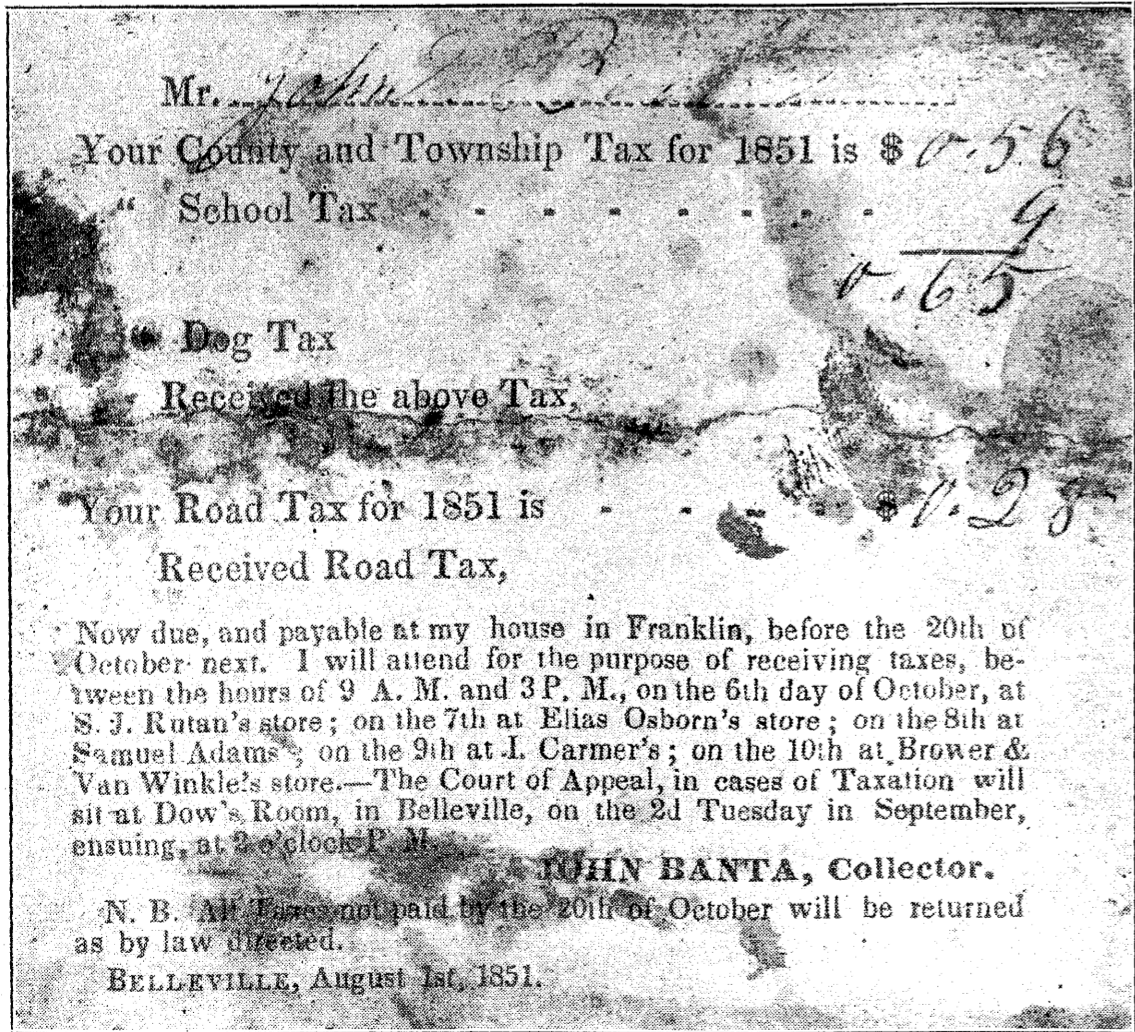 Mr. John
Your County and Township Tax for 1851 is $ 0.56
" School Tax - - - - - - - - 9
0.65
" Dog Tax
Received the above Tax,
Your Road Tax for 1851 is - - - - $ 0.28
Received Road Tax,
Now due, and payable at my house in Franklin, before the 20th of
October next. I will attend for the purpose of receiving taxes, be-
tween the hours of 9 A. M. and 3 P. M., on the 6th day of October, at
S. J. Rutan's store; on the 7th at Elias Osborn's store; on the 8th at
Samuel Adams'; on the 9th at I. Carmer's; on the 10th at Brower &
Van Winkle's store.—The Court of Appeal, in cases of Taxation will
sit at Dow's Room, in Belleville, on the 2d Tuesday in September,
ensuing, at 2 o'clock P. M.
JOHN BANTA, Collector.
N. B. All Taxes not paid by the 20th of October will be returned
as by law directed.
BELLEVILLE, August 1st, 1851.